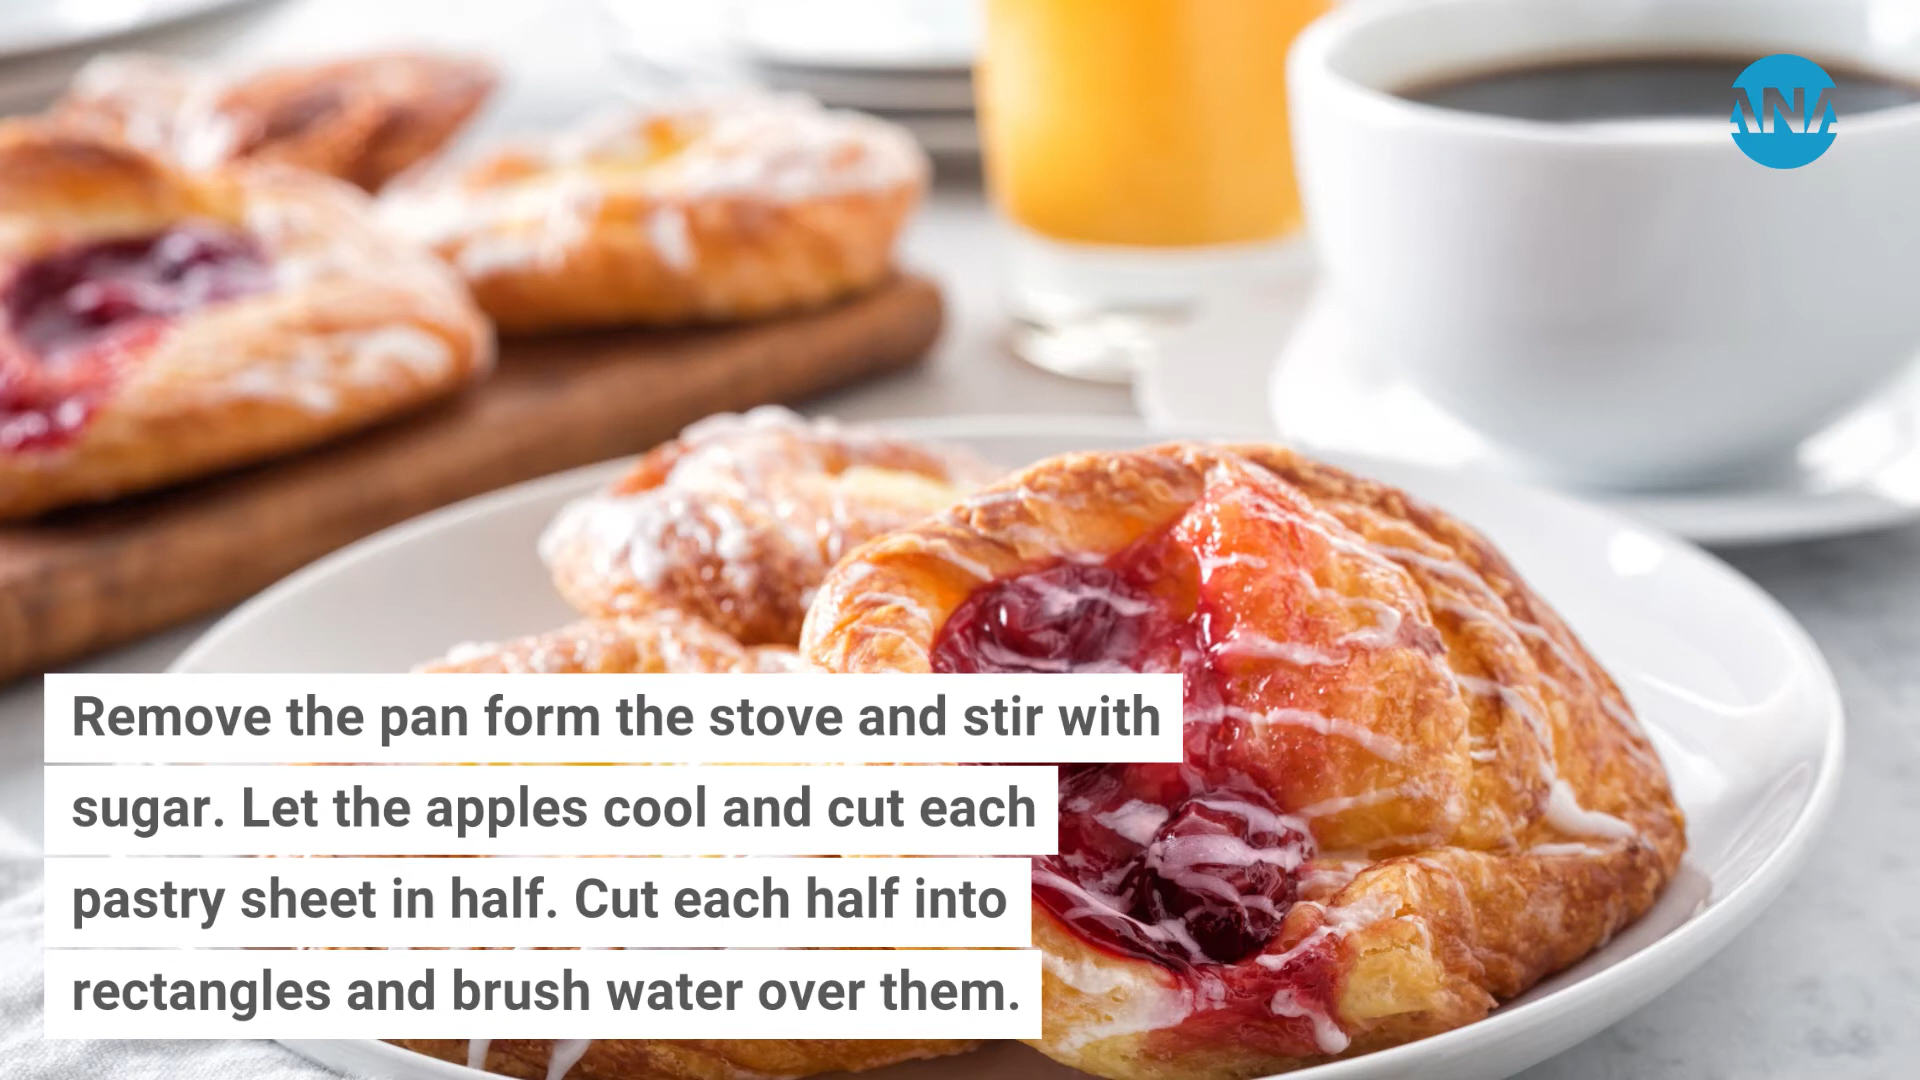 ANA
Remove the pan form the stove and stir with
sugar. Let the apples cool and cut each
pastry sheet in half. Cut each half into
rectangles and brush water over them.